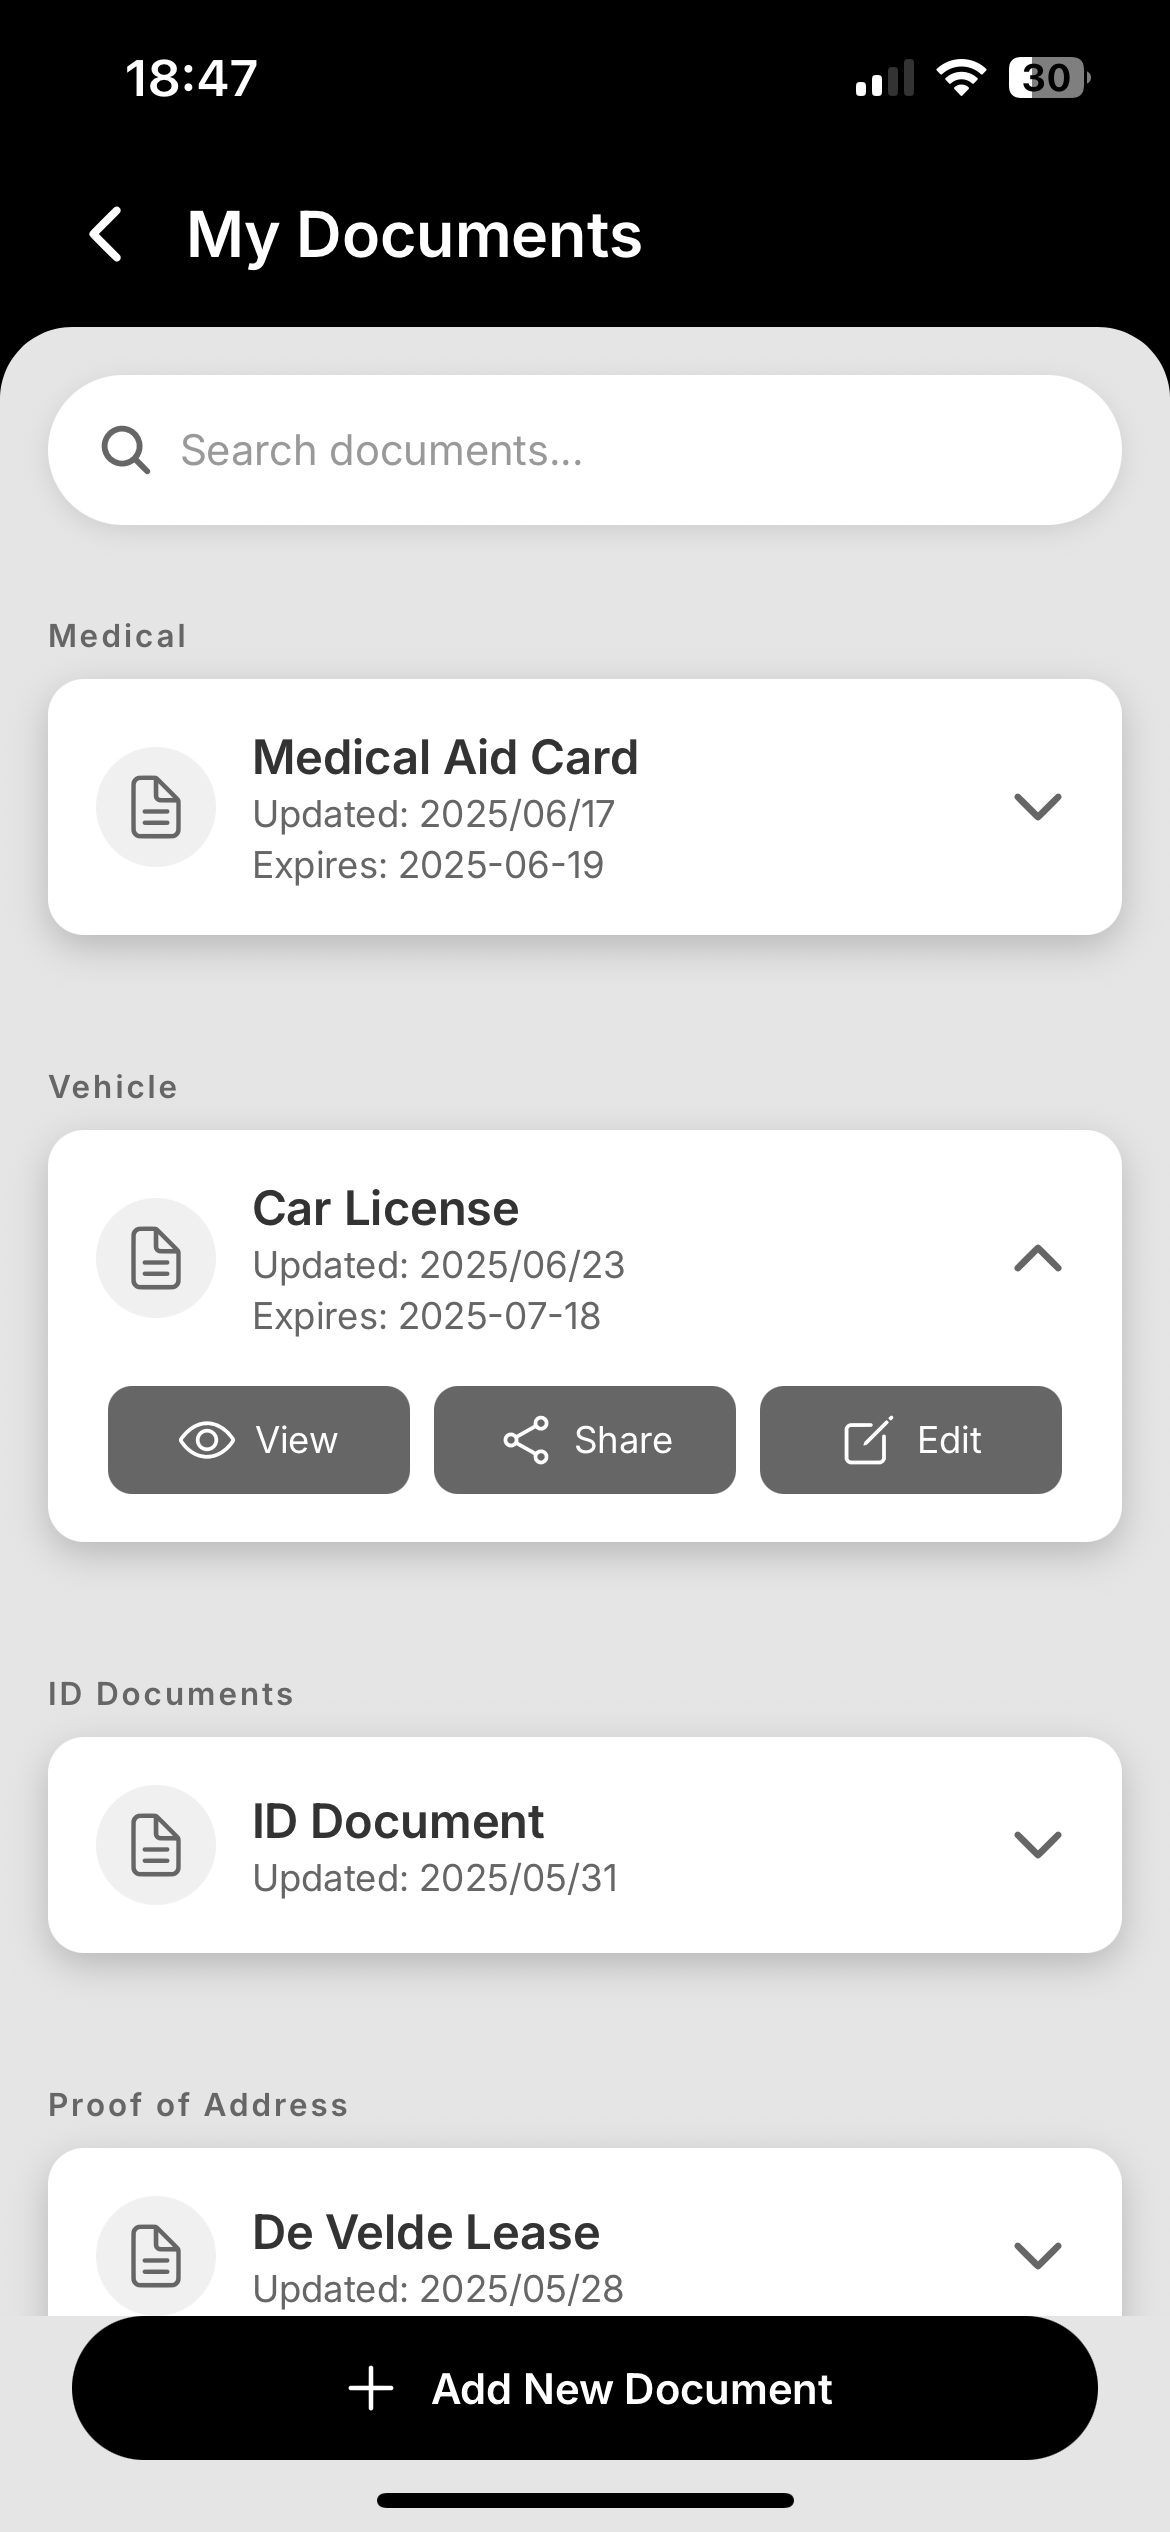 18:47
30
My Documents
Search documents...
Medical
Medical Aid Card
Updated: 2025/06/17
Expires: 2025-06-19
Vehicle
Car License
Updated: 2025/06/23
Expires: 2025-07-18
View
Share
Edit
ID Documents
ID Document
Updated: 2025/05/31
Proof of Address
De Velde Lease
Updated: 2025/05/28
Add New Document